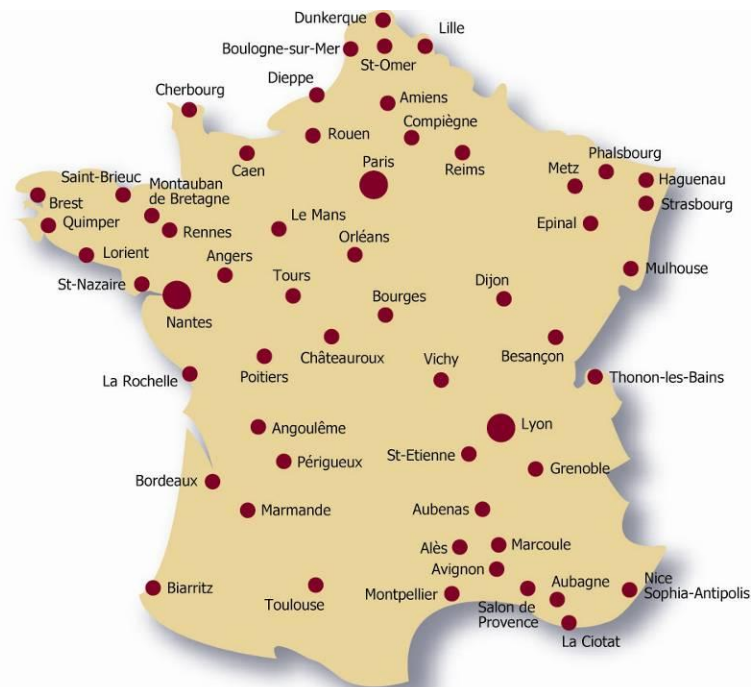 Dunkerque
Lille
Boulogne-sur-Mer
St-Omer
Dieppe
Cherbourg
Amiens
Compiègne
Rouen
Caen
Paris
Reims
Metz
Phalsbourg
Haguenau
Strasbourg
Saint-Brieuc
Montauban
de Bretagne
Brest
Quimper
Rennes
Le Mans
Orléans
Epinal
Lorient
Angers
Mulhouse
St-Nazaire
Tours
Dijon
Bourges
Nantes
Châteauroux
Vichy
Besançon
La Rochelle
Poitiers
Thonon-les-Bains
Angoulême
Lyon
Périgueux
St-Etienne
Grenoble
Bordeaux
Marmande
Aubenas
Alès
Marcoule
Avignon
Biarritz
Toulouse
Montpellier
Salon de
Provence
Aubagne
Nice
Sophia-Antipolis
La Ciotat